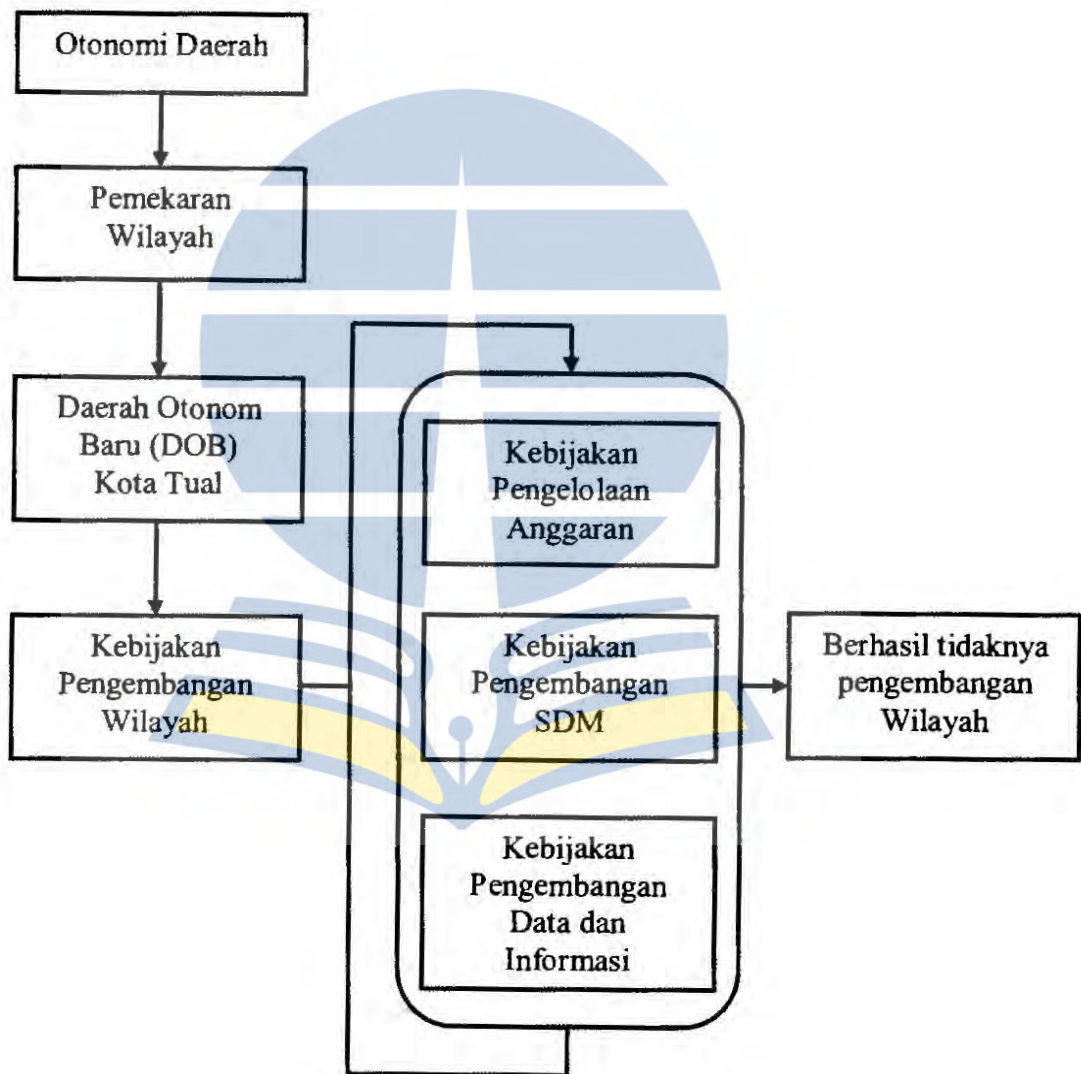 Otonomi Daerah
Pemekaran
Wilayah
Daerah Otonom
Baru (DOB)
Kota Tual
Kebijakan
Pengembangan
Wilayah
Kebijakan
Pengelolaan
Anggaran
Kebijakan
Pengembangan
SDM
Kebijakan
Pengembangan
Data dan
Informasi
Berhasil tidaknya
pengembangan
Wilayah